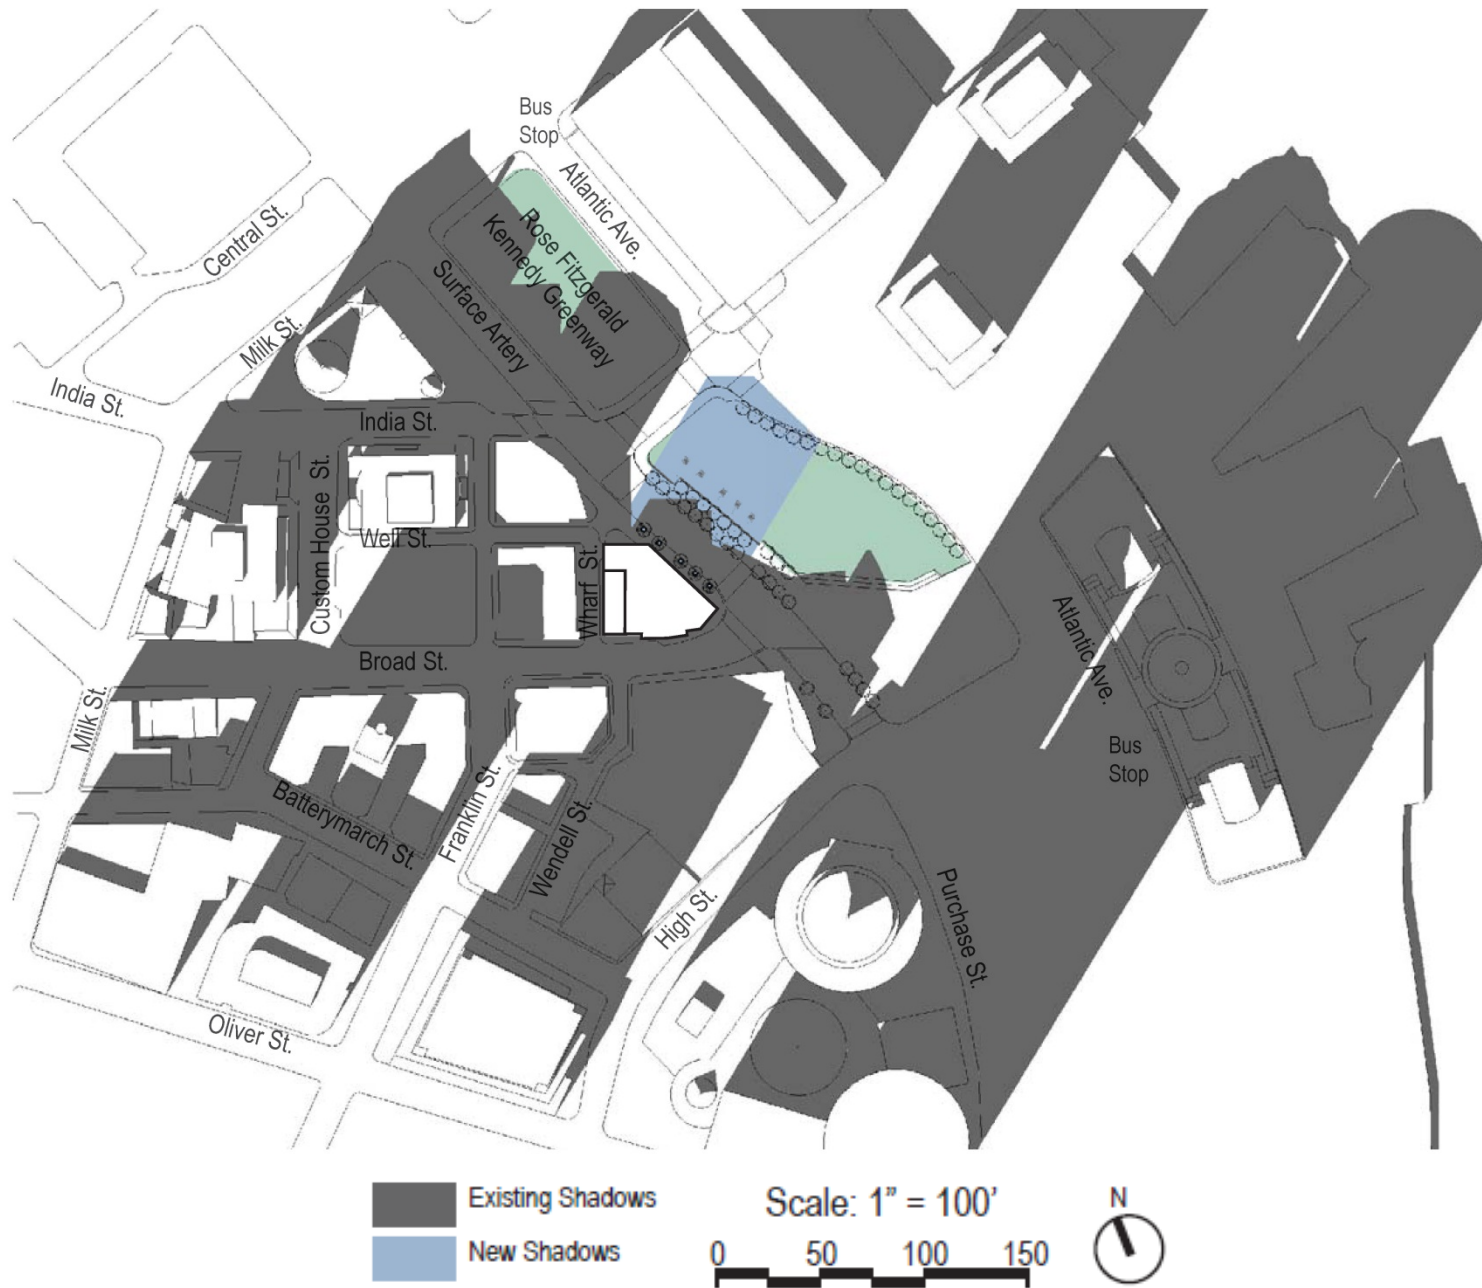 Bus
Stop
Atlantic Ave.
Rose Fitzgerald
Kennedy Greenway
Central St.
Surface Artery
Milk St.
India St.
India St.
Custom House St.
Well St.
Wharf St.
Broad St.
Atlantic Ave.
Milk St.
Bus
Stop
Batterymarch St.
Franklin St.
Wendell St.
High St.
Purchase St.
Oliver St.
Existing Shadows
New Shadows
Scale: 1” = 100’
0 50 100 150
N